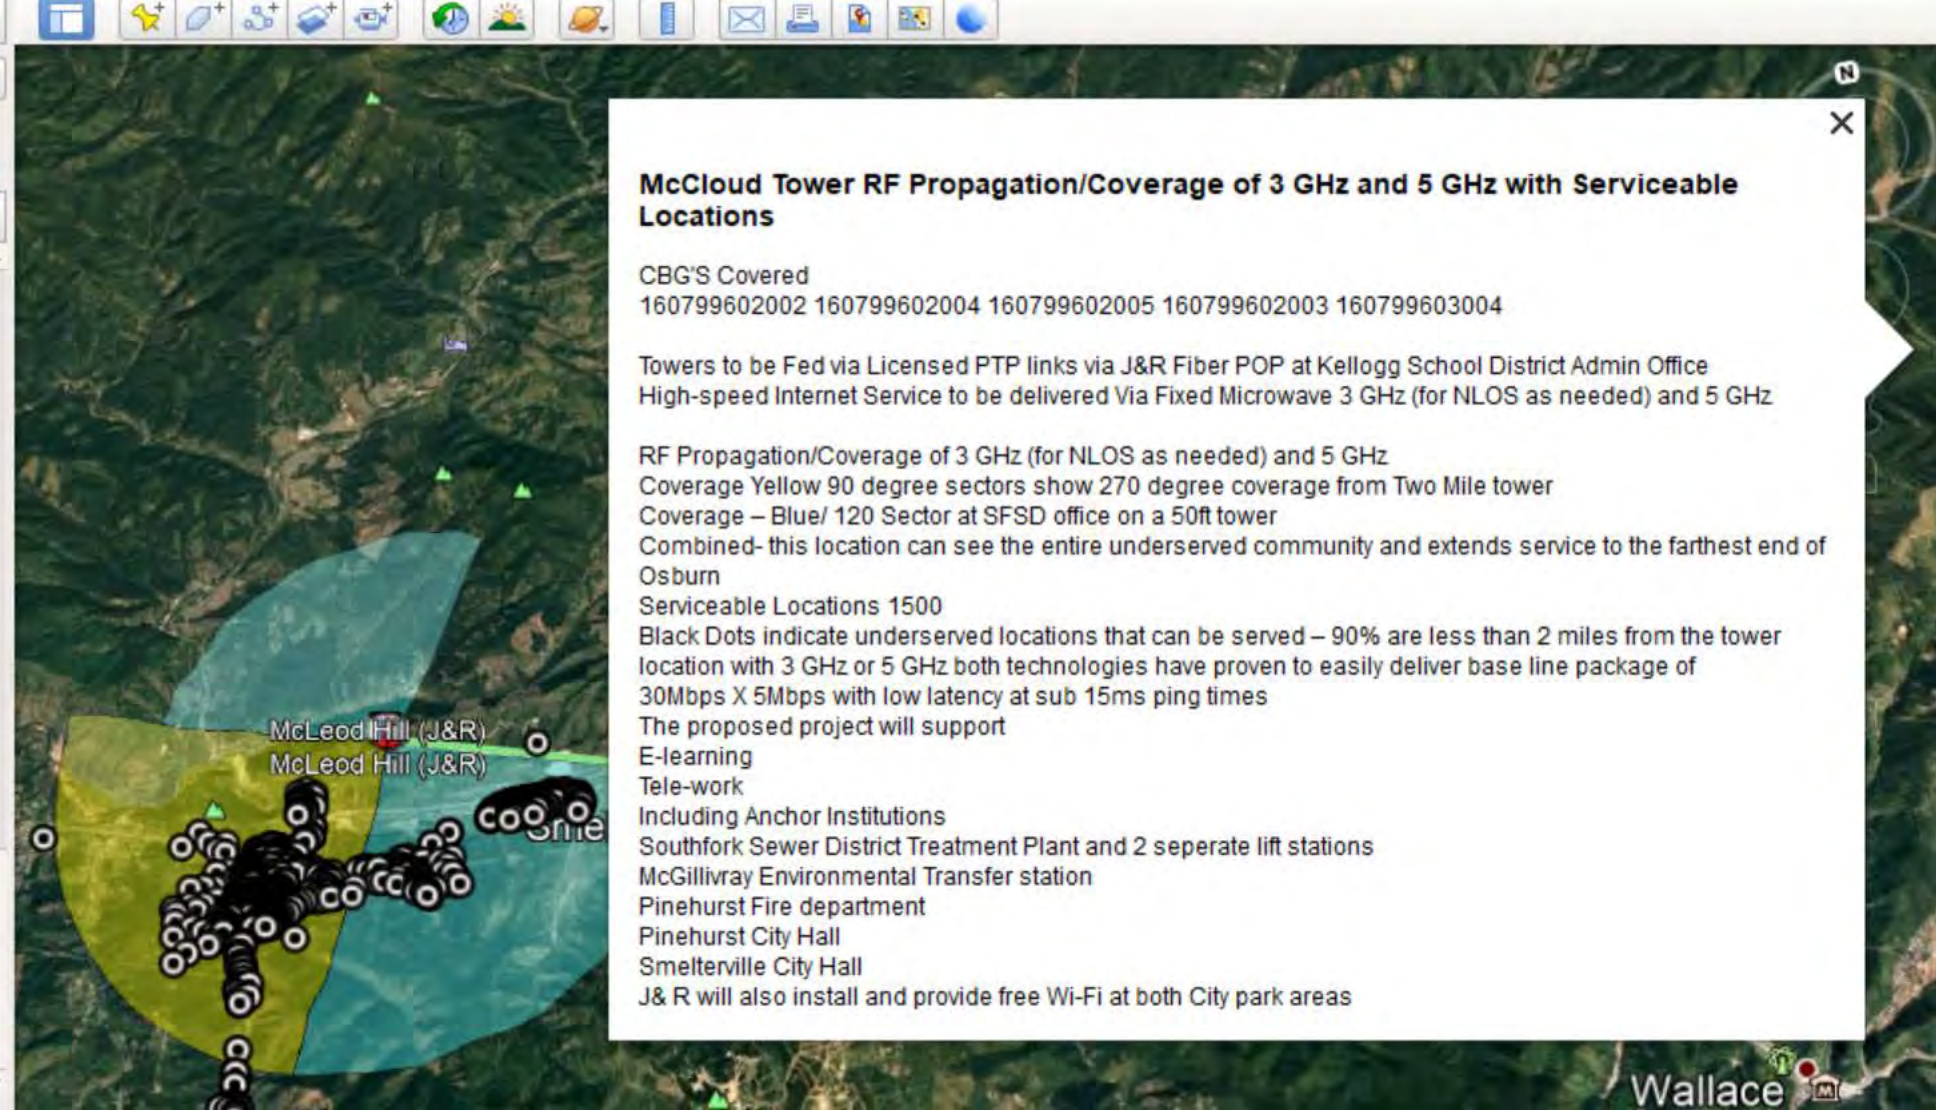 N
McCloud Tower RF Propagation/Coverage of 3 GHz and 5 GHz with Serviceable
Locations
CBG'S Covered
160799602002 160799602004 160799602005 160799602003 160799603004
Towers to be Fed via Licensed PTP links via J&R Fiber POP at Kellogg School District Admin Office
High-speed Internet Service to be delivered Via Fixed Microwave 3 GHz (for NLOS as needed) and 5 GHz
RF Propagation/Coverage of 3 GHz (for NLOS as needed) and 5 GHz
Coverage Yellow 90 degree sectors show 270 degree coverage from Two Mile tower
Coverage – Blue/ 120 Sector at SFSD office on a 50ft tower
Combined- this location can see the entire underserved community and extends service to the farthest end of
Osburn
Serviceable Locations 1500
Black Dots indicate underserved locations that can be served – 90% are less than 2 miles from the tower
location with 3 GHz or 5 GHz both technologies have proven to easily deliver base line package of
30Mbps X 5Mbps with low latency at sub 15ms ping times
The proposed project will support
E-learning
Tele-work
Including Anchor Institutions
Southfork Sewer District Treatment Plant and 2 seperate lift stations
McGillivray Environmental Transfer station
Pinehurst Fire department
Pinehurst City Hall
Smelterville City Hall
J& R will also install and provide free Wi-Fi at both City park areas
McLeod Hill (J&R)
McLeod Hill (J&R)
Sme
Wallace
M